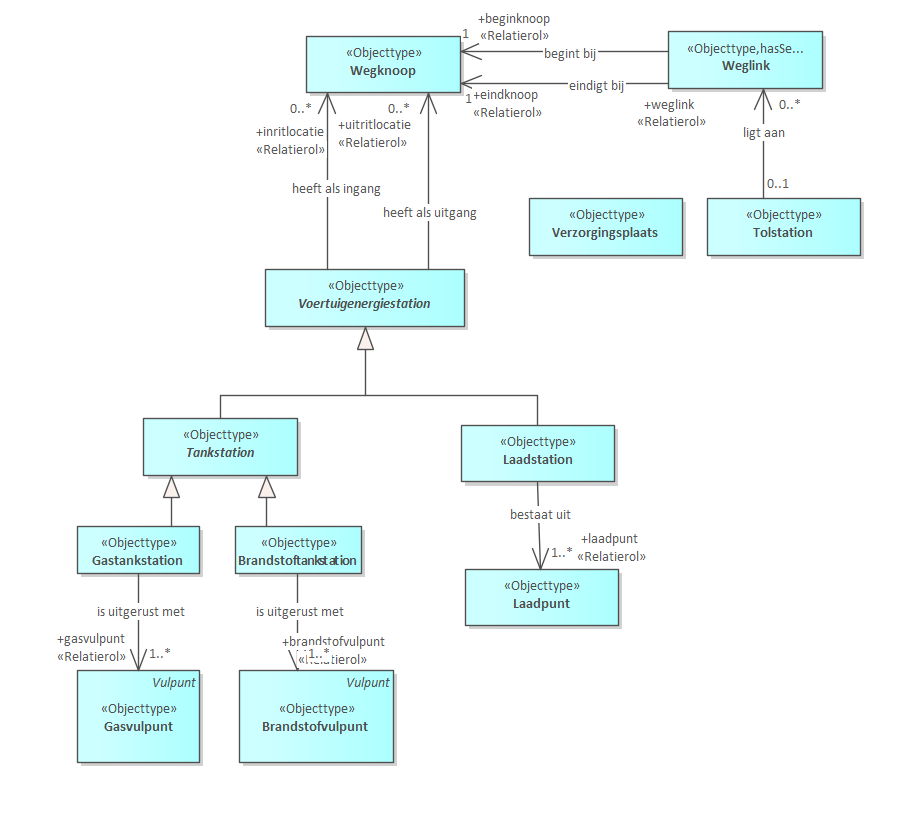 +beginknoop
1
«Relatierol»
«Objecttype»
Wegknoop
begint bij
«Objecttype,hasSe...
Weglink
eindigt bij
1
+eindknoop
«Relatierol»
0..*
0..*
+inritlocatie
«Relatierol»
+uitritlocatie
«Relatierol»
+weglink
«Relatierol»
0..*
ligt aan
0..1
heeft als ingang
heeft als uitgang
«Objecttype»
Verzorgingsplaats
«Objecttype»
Tolstation
«Objecttype»
Voertuigenergiestation
«Objecttype»
Tankstation
«Objecttype»
Laadstation
bestaat uit
+laadpunt
1..*
«Relatierol»
«Objecttype»
Gastankstation
«Objecttype»
Brandstoftankstation
«Objecttype»
Laadpunt
is uitgerust met
is uitgerust met
+gasvulpunt
«Relatierol»
1..*
+brandstofvulpunt
1..*
«Relatierol»
Vulpunt
«Objecttype»
Gasvulpunt
Vulpunt
«Objecttype»
Brandstofvulpunt